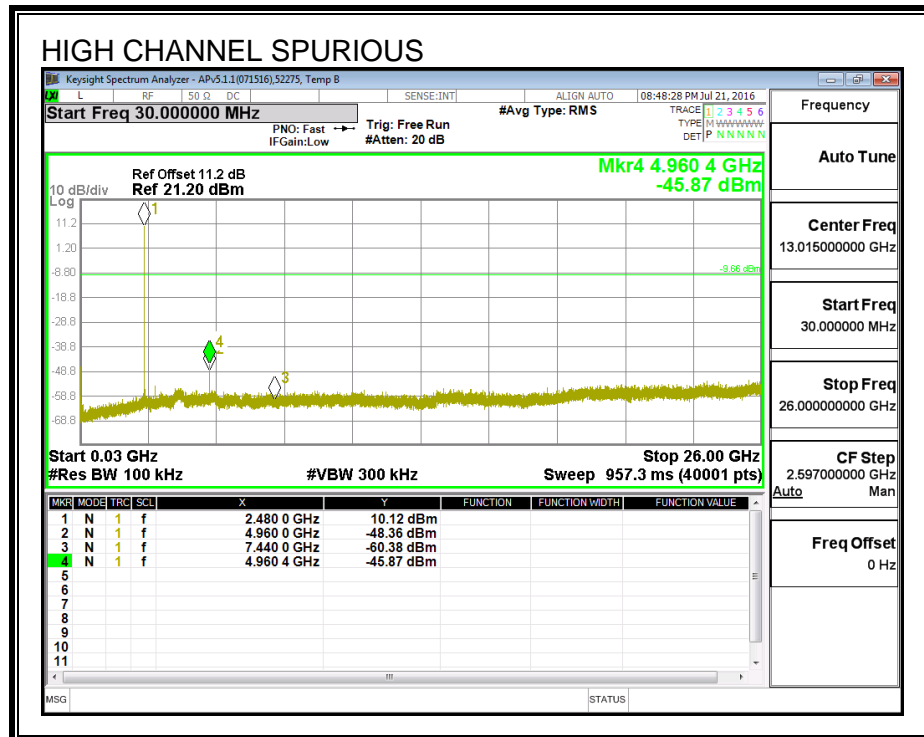 HIGH CHANNEL SPURIOUS
Keysight Spectrum Analyzer - APv5.1.1(071516),52275, Temp B
LXI L RF 50 Ω DC SENSE:INT ALIGN AUTO 08:48:28 PM Jul 21, 2016
Start Freq 30.000000 MHz
PNO: Fast
IFGain:Low
Trig: Free Run
#Atten: 20 dB
#Avg Type: RMS
TRACE 1 2 3 4 5 6
TYPE M WWWWW
DET P N N N N N
Mkr4 4.960 4 GHz
-45.87 dBm
Ref Offset 11.2 dB
10 dB/div Ref 21.20 dBm
Log
11.2
1.20
-8.80
-18.8
-28.8
-38.8
-48.8
-58.8
-68.8
1
4
3
-9.66 dBm
Start 0.03 GHz Stop 26.00 GHz
#Res BW 100 kHz #VBW 300 kHz Sweep 957.3 ms (40001 pts)
MKR MODE TRC SCL X Y FUNCTION FUNCTION WIDTH FUNCTION VALUE
1 N 1 f 2.480 0 GHz 10.12 dBm
2 N 1 f 4.960 0 GHz -48.36 dBm
3 N 1 f 7.440 0 GHz -60.38 dBm
4 N 1 f 4.960 4 GHz -45.87 dBm
5
6
7
8
9
10
11
MSG STATUS
Frequency
Auto Tune
Center Freq
13.015000000 GHz
Start Freq
30.000000 MHz
Stop Freq
26.000000000 GHz
CF Step
2.597000000 GHz
Auto Man
Freq Offset
0 Hz